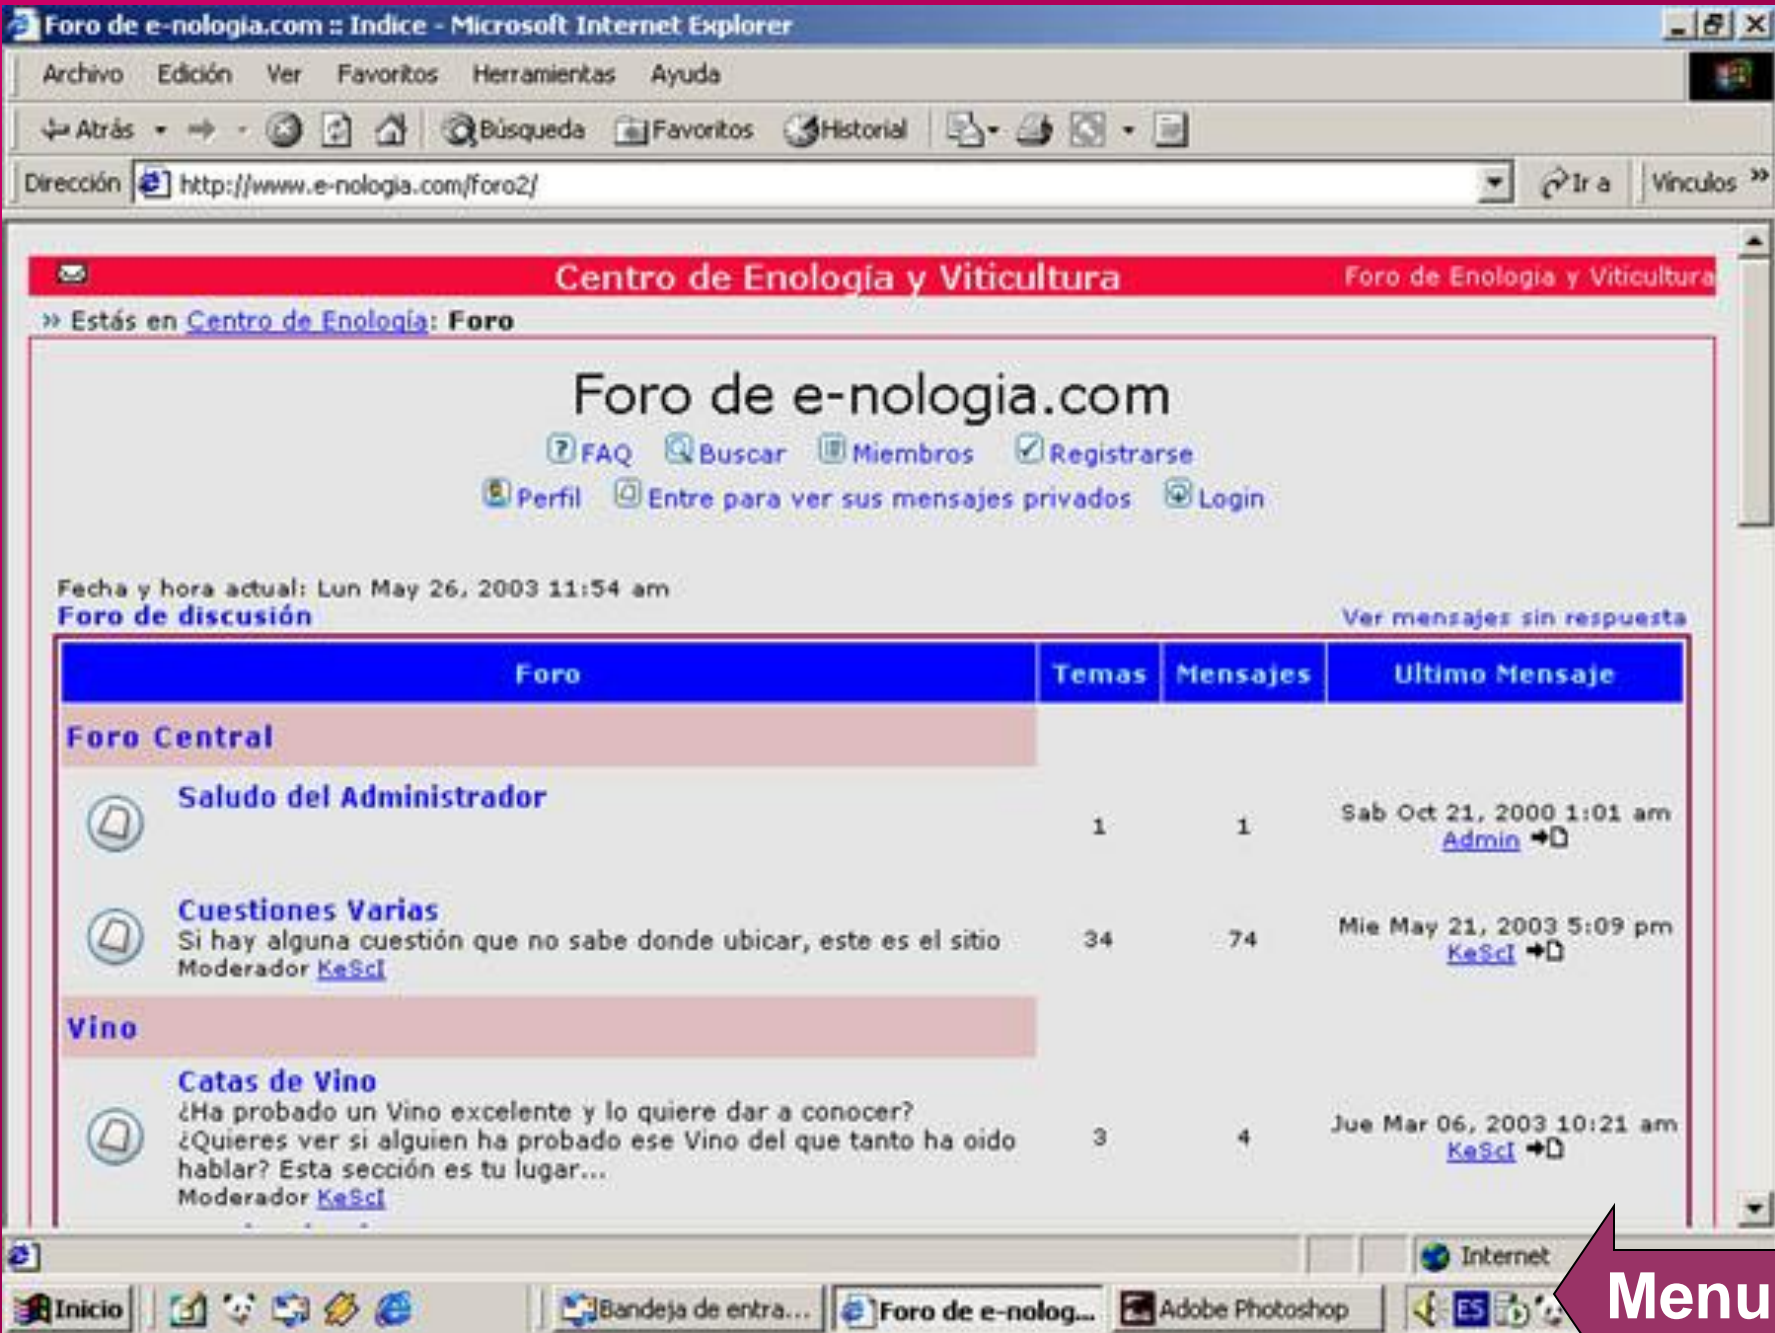 Foro de e-nologia.com :: Indice - Microsoft Internet Explorer
Archivo Edición Ver Favoritos Herramientas Ayuda
Atrás Búsqueda Favoritos Historial
Dirección http://www.e-nologia.com/foro2/ Ir a Vínculos »
Centro de Enología y Viticultura Foro de Enologia y Viticultura
» Estás en Centro de Enología: Foro
Foro de e-nologia.com
FAQ Buscar Miembros Registrarse
Perfil Entre para ver sus mensajes privados Login
Fecha y hora actual: Lun May 26, 2003 11:54 am
Foro de discusión Ver mensajes sin respuesta
Foro Temas Mensajes Ultimo Mensaje
Foro Central
Saludo del Administrador
1 1 Sab Oct 21, 2000 1:01 am
Admin
Cuestiones Varias
Si hay alguna cuestión que no sabe donde ubicar, este es el sitio 34 74 Mie May 21, 2003 5:09 pm
Moderador KeScI KeScI
Vino
Catas de Vino
¿Ha probado un Vino excelente y lo quiere dar a conocer?
¿Quieres ver si alguien ha probado ese Vino del que tanto ha oido 3 4 Jue Mar 06, 2003 10:21 am
hablar? Esta sección es tu lugar... KeScI
Moderador KeScI
Internet
Inicio Bandeja de entra... Foro de e-nolog... Adobe Photoshop ES Menu